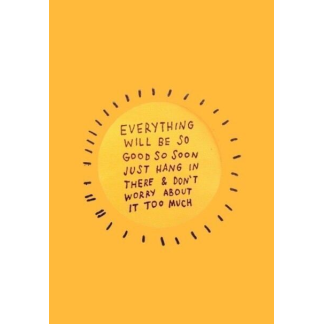 EVERYTHING
WILL BE SO
GOOD SO SOON
JUST HANG IN
THERE & DON'T
WORRY ABOUT
IT TOO MUCH